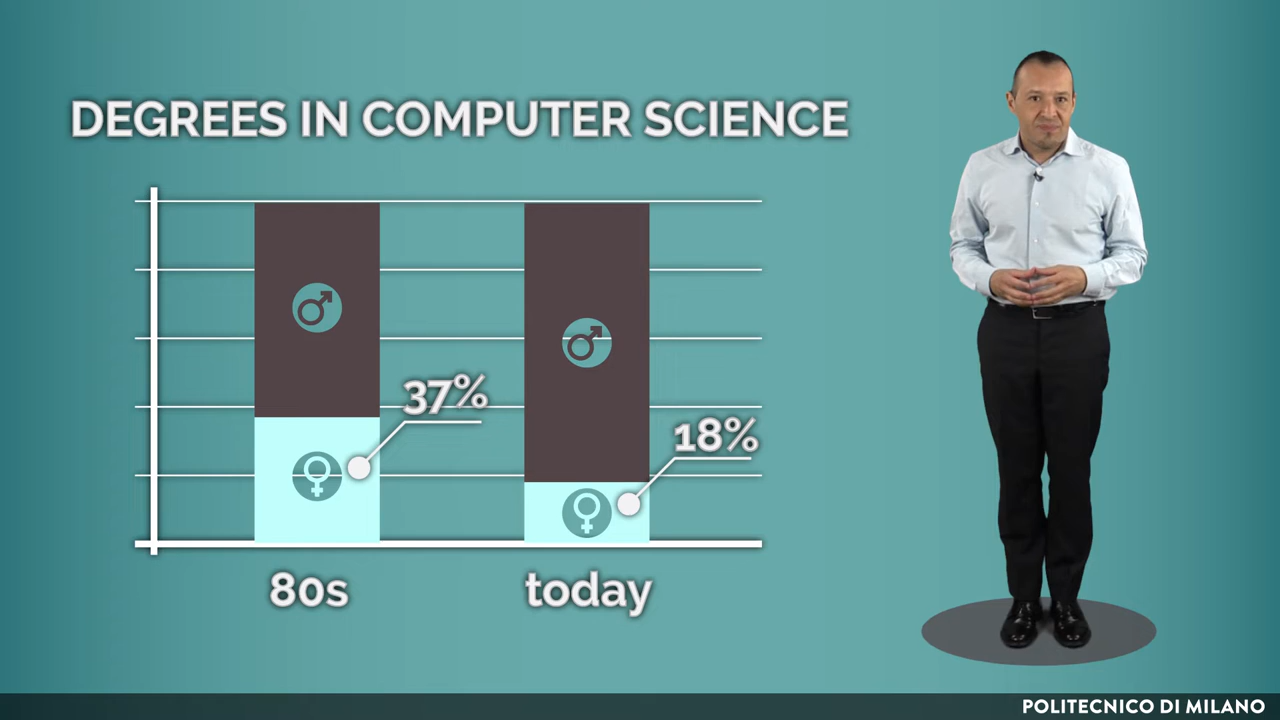 DEGREES IN COMPUTER SCIENCE
37%
18%
80s
today
POLITECNICO DI MILANO